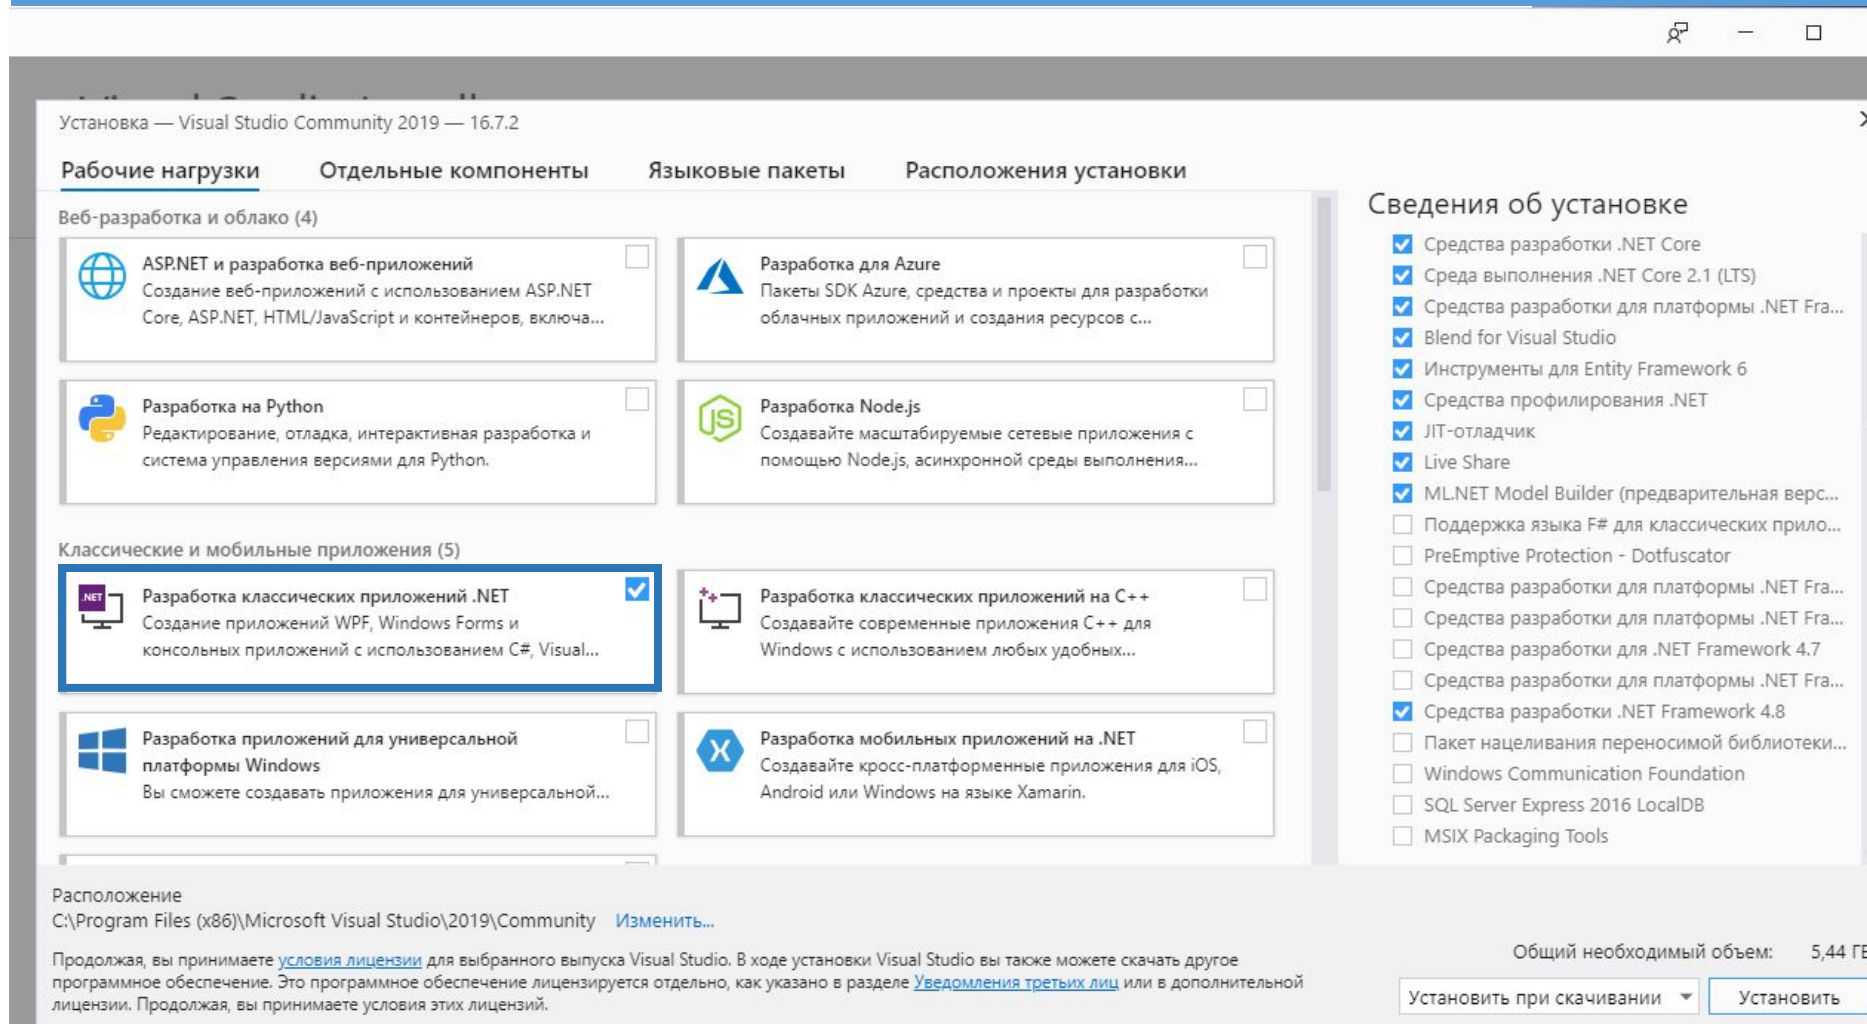 Установка — Visual Studio Community 2019 — 16.7.2
Рабочие нагрузки Отдельные компоненты Языковые пакеты Расположения установки
Веб-разработка и облако (4)
ASP.NET и разработка веб-приложений
Создание веб-приложений с использованием ASP.NET
Core, ASP.NET, HTML/JavaScript и контейнеров, включа...
Разработка для Azure
Пакеты SDK Azure, средства и проекты для разработки
облачных приложений и создания ресурсов с...
Разработка на Python
Редактирование, отладка, интерактивная разработка и
система управления версиями для Python.
JS
Разработка Node.js
Создавайте масштабируемые сетевые приложения с
помощью Node.js, асинхронной среды выполнения...
Классические и мобильные приложения (5)
.NET
Разработка классических приложений .NET
Создание приложений WPF, Windows Forms и
консольных приложений с использованием C#, Visual...
Разработка классических приложений на C++
Создавайте современные приложения C++ для
Windows с использованием любых удобных...
Разработка приложений для универсальной
платформы Windows
Вы сможете создавать приложения для универсальной...
Разработка мобильных приложений на .NET
Создавайте кросс-платформенные приложения для iOS,
Android или Windows на языке Xamarin.
Сведения об установке
Средства разработки .NET Core
Среда выполнения .NET Core 2.1 (LTS)
Средства разработки для платформы .NET Fra...
Blend for Visual Studio
Инструменты для Entity Framework 6
Средства профилирования .NET
JIT-отладчик
Live Share
ML.NET Model Builder (предварительная верс...
Поддержка языка F# для классических прило...
PreEmptive Protection - Dotfuscator
Средства разработки для платформы .NET Fra...
Средства разработки для платформы .NET Fra...
Средства разработки для .NET Framework 4.7
Средства разработки для платформы .NET Fra...
Средства разработки .NET Framework 4.8
Пакет нацеливания переносимой библиотеки...
Windows Communication Foundation
SQL Server Express 2016 LocalDB
MSIX Packaging Tools
Расположение
C:\Program Files (x86)\Microsoft Visual Studio\2019\Community Изменить...
Продолжая, вы принимаете условия лицензии для выбранного выпуска Visual Studio. В ходе установки Visual Studio вы также можете скачать другое
программное обеспечение. Это программное обеспечение лицензируется отдельно, как указано в разделе Уведомления третьих лиц или в дополнительной
лицензии. Продолжая, вы принимаете условия этих лицензий.
Общий необходимый объем: 5,44 ГБ
Установить при скачивании Установить